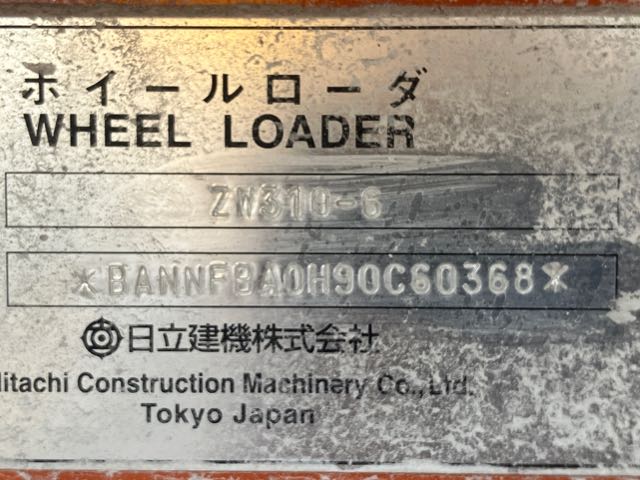 ホイールローダ
WHEEL LOADER
ZW310-6
*BANNFBA0H90C60368*
日立建機株式会社
Hitachi Construction Machinery Co., Ltd.
Tokyo Japan